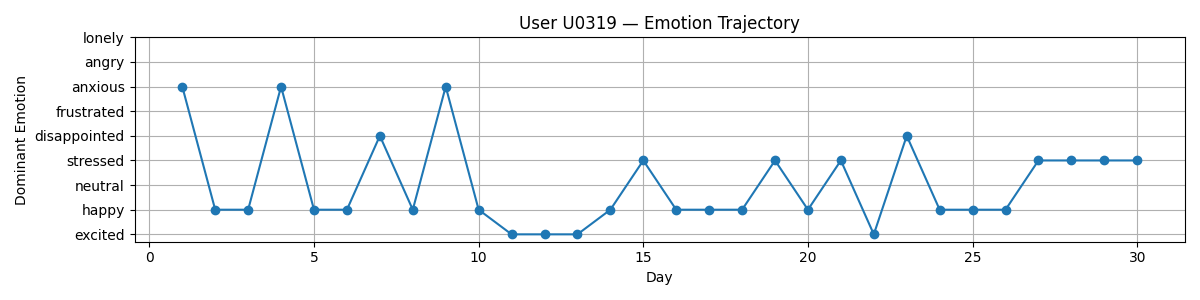 User U0319 — Emotion Trajectory
Dominant Emotion
lonely
angry
anxious
frustrated
disappointed
stressed
neutral
happy
excited
0 5 10 15 20 25 30
Day